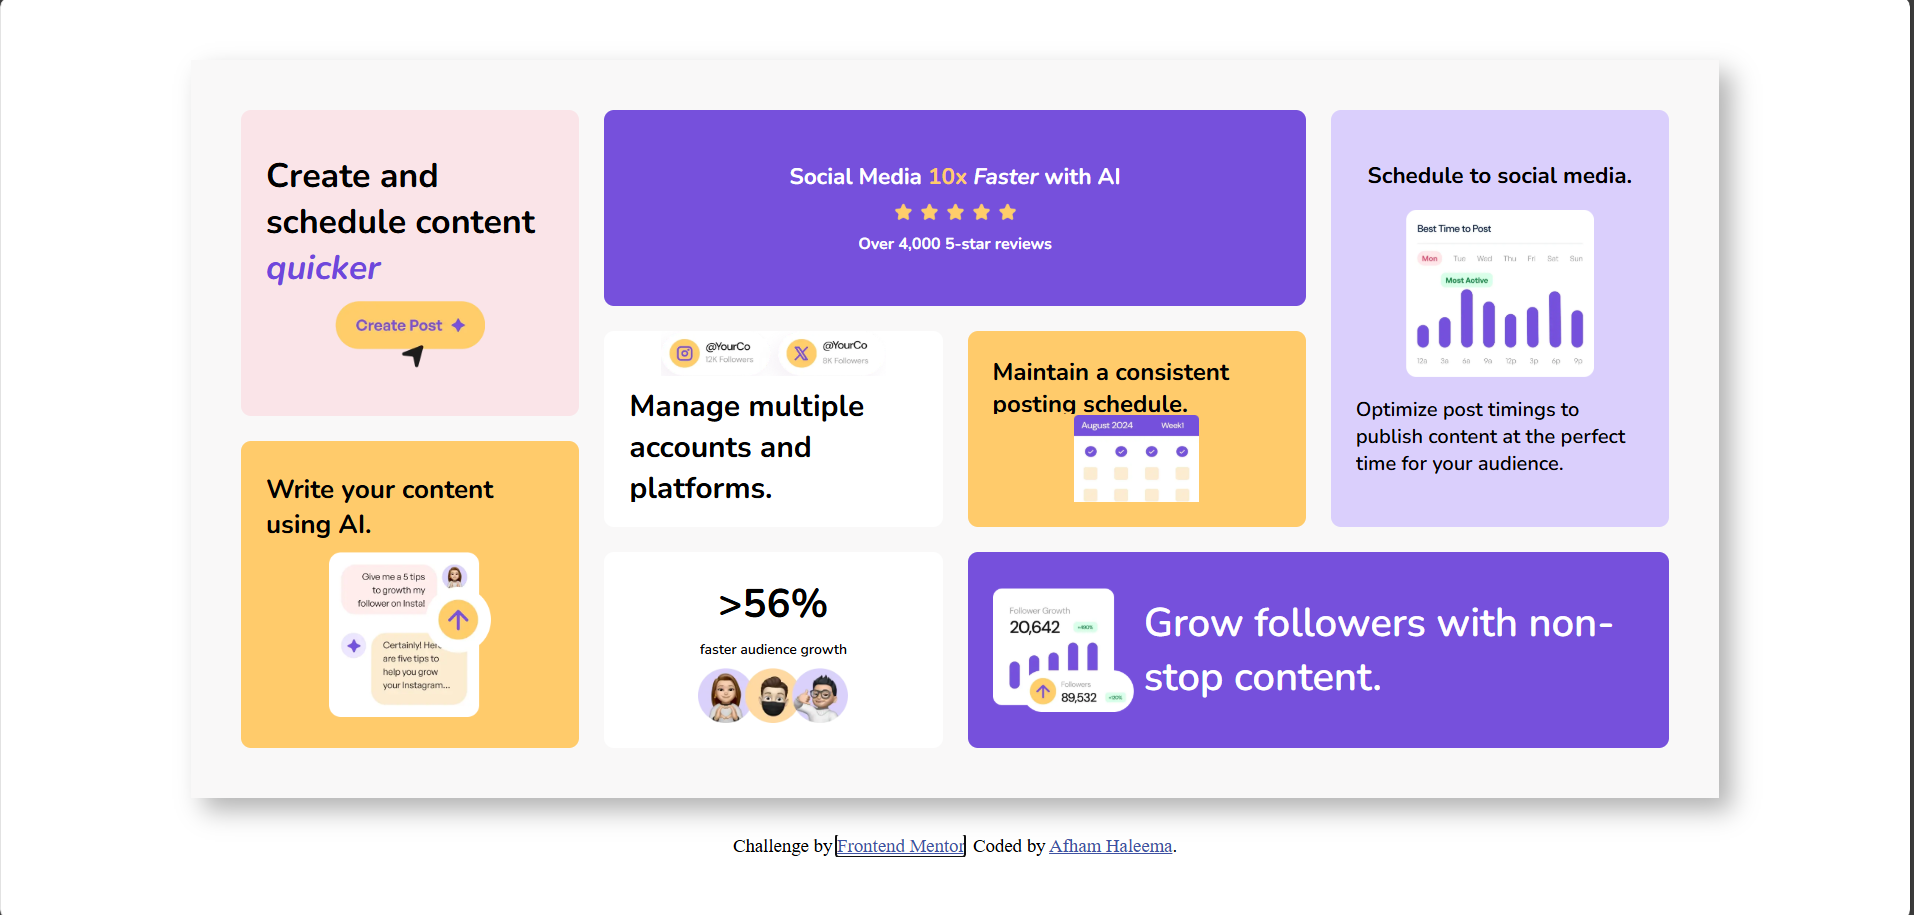 Create and
schedule content
quicker
Create Post
Social Media 10x Faster with AI
Over 4,000 5-star reviews
Schedule to social media.
Best Time to Post
Mon Tue Wed Thu Fri Sat Sun
Most Active
12a 3a 6a 9a 12p 3p 6p 9p
Optimize post timings to
publish content at the perfect
time for your audience.
@YourCo
12K Followers
@YourCo
8K Followers
Manage multiple
accounts and
platforms.
Maintain a consistent
posting schedule.
August 2024 Week1
Write your content
using AI.
Give me a 5 tips
to growth my
follower on Insta!
Certainly! Here
are five tips to
help you grow
your Instagram...
>56%
faster audience growth
Follower Growth
20,642
Followers
89,532
Grow followers with non-
stop content.
Challenge by Frontend Mentor Coded by Afham Haleema.